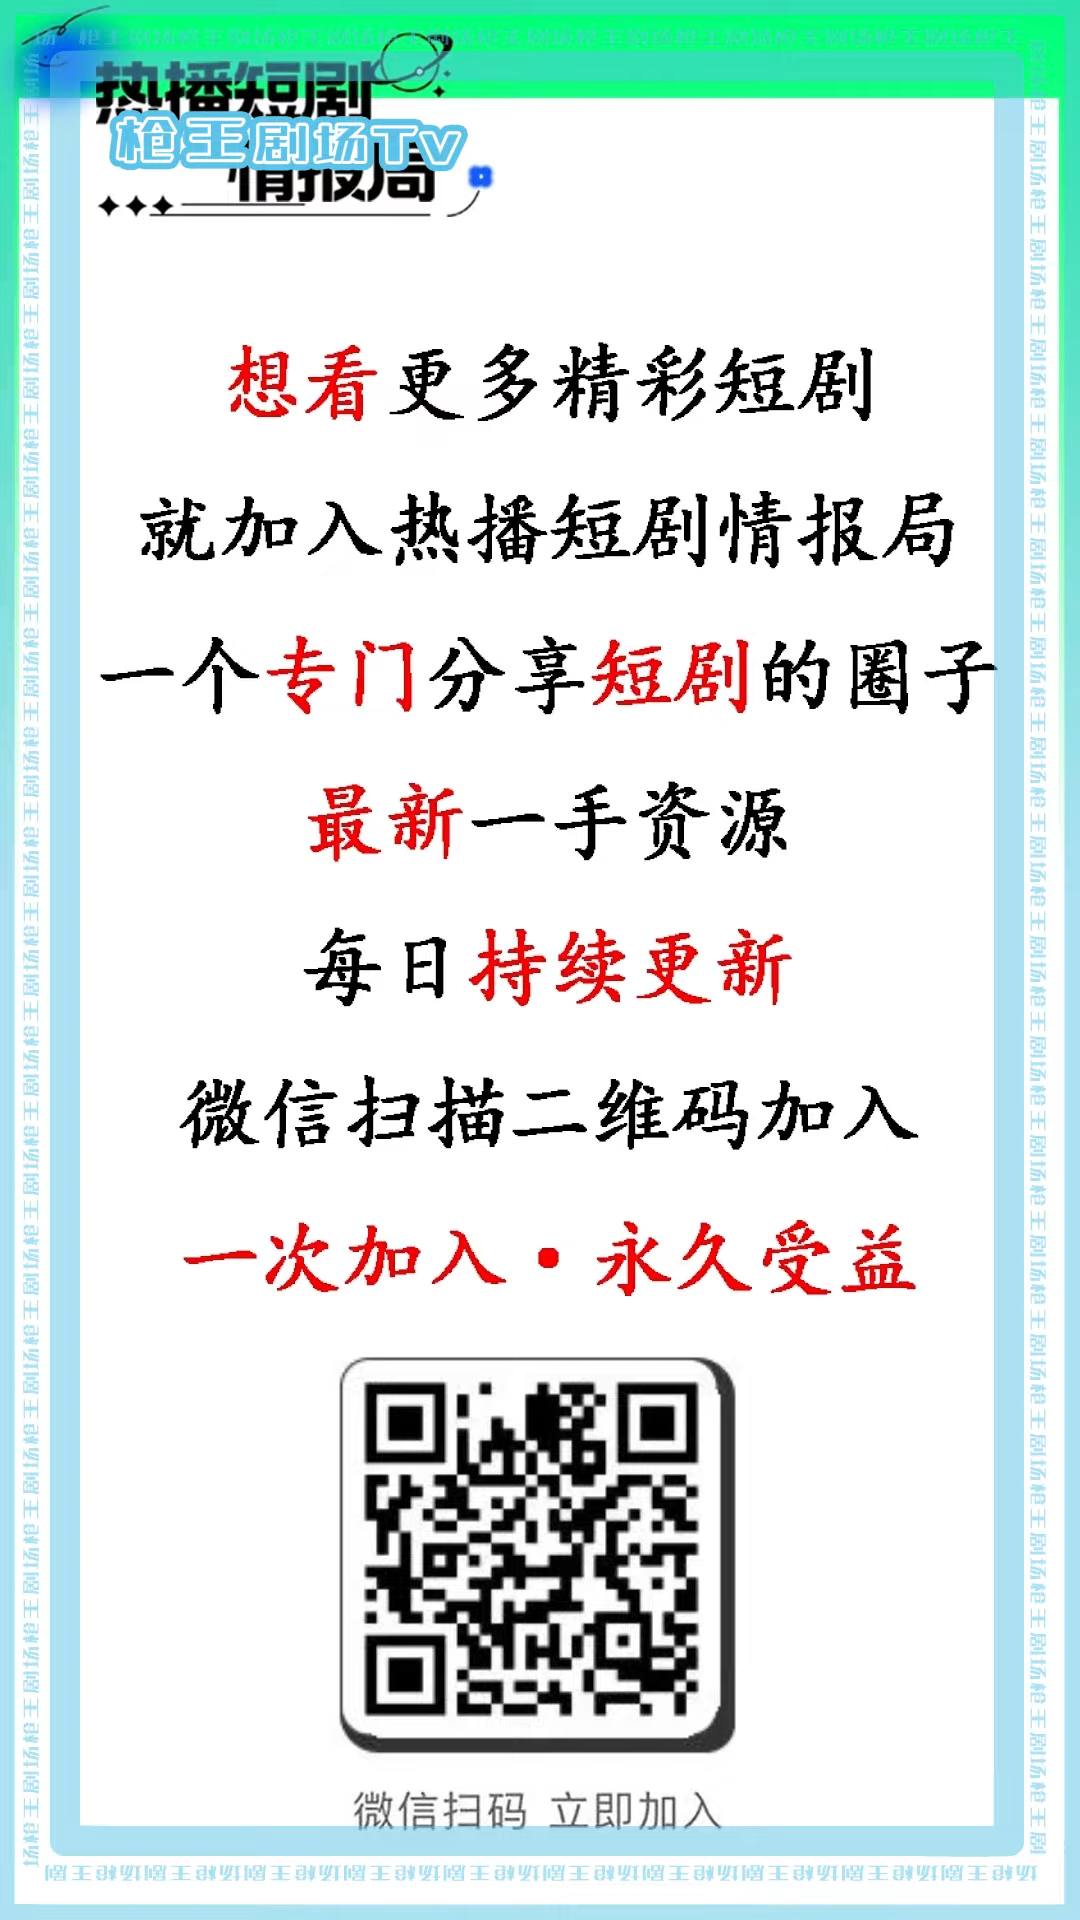 热播短剧
枪王剧场Tv
情报局
想看更多精彩短剧
就加入热播短剧情报局
一个专门分享短剧的圈子
最新一手资源
每日持续更新
微信扫描二维码加入
一次加入·永久受益
微信扫码 立即加入